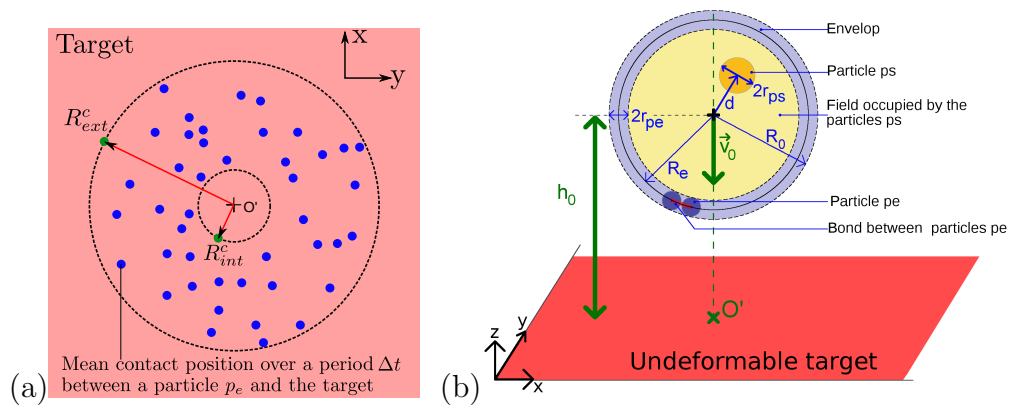 Target
x
y
R^c_ext.
O'
R^c_int
Mean contact position over a period Δt
between a particle p_e and the target
(a)
Envelop
Particle ps
2r_ps
d
Field occupied by the
particles ps
2r_pe
v⃗_0
R_0
R_e
h_0
Particle pe
Bond between particles pe
O'
Undeformable target
z
y
x
(b)